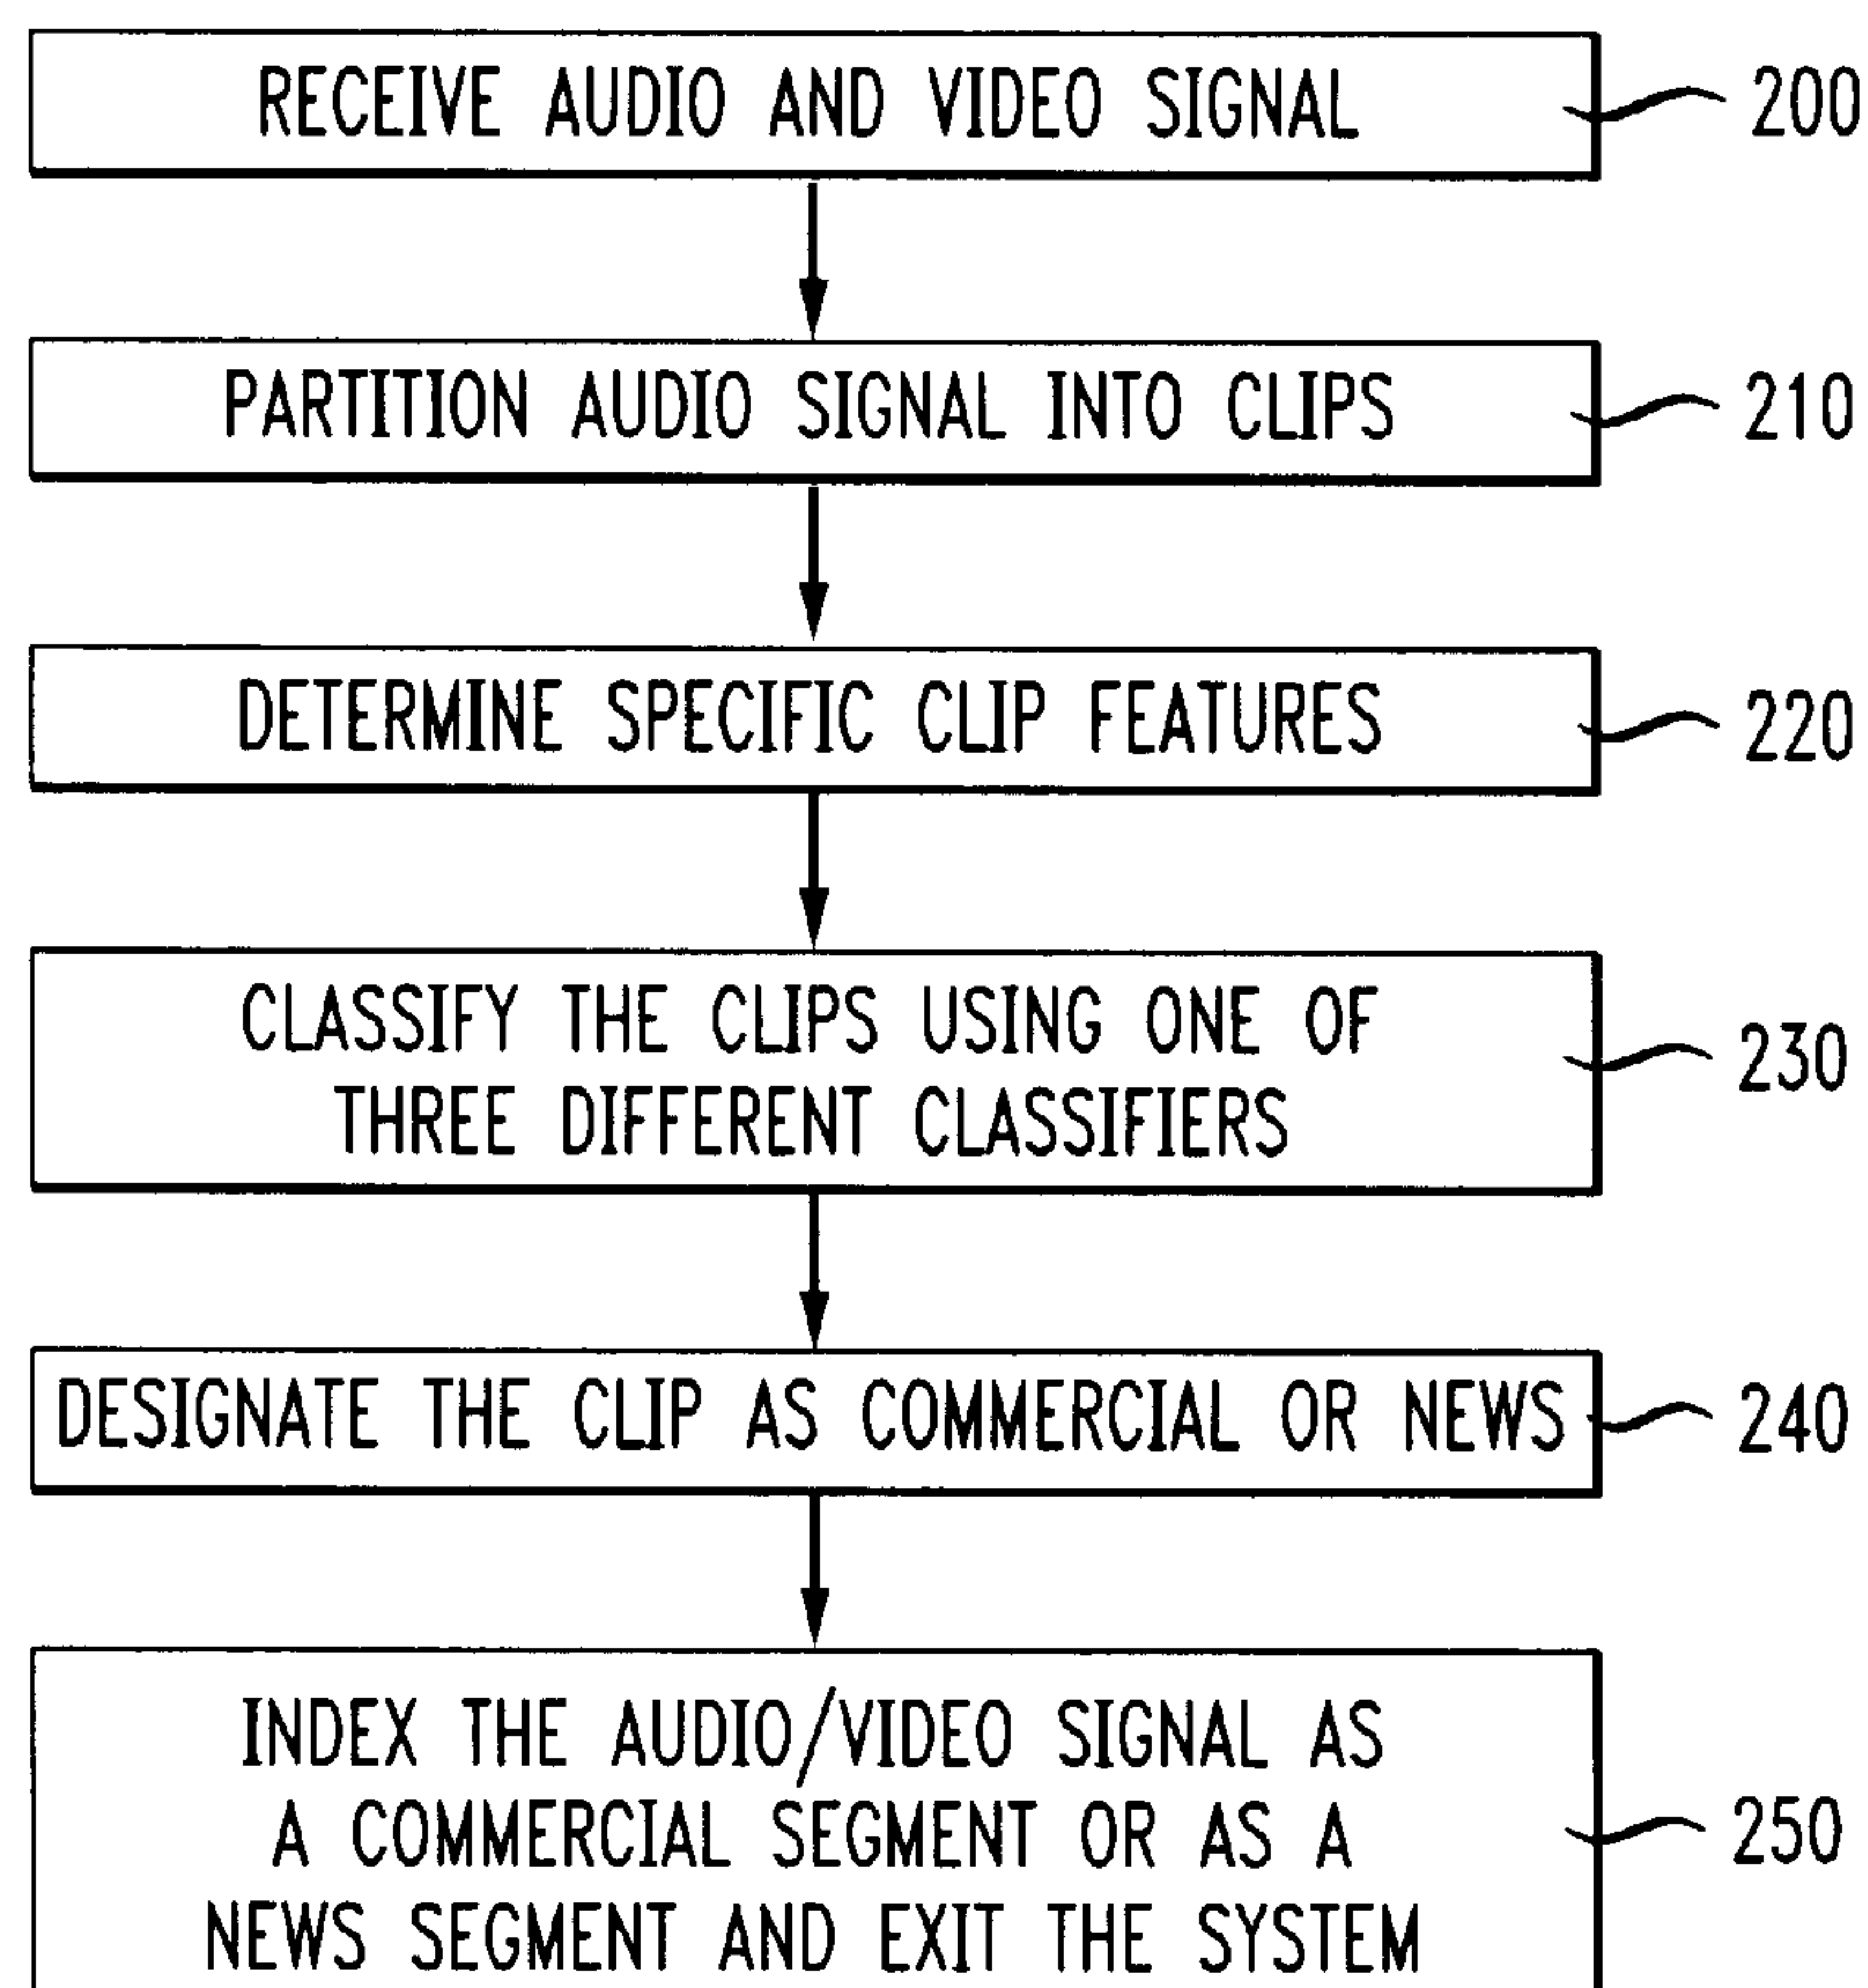 RECEIVE AUDIO AND VIDEO SIGNAL
200
PARTITION AUDIO SIGNAL INTO CLIPS
210
DETERMINE SPECIFIC CLIP FEATURES
220
CLASSIFY THE CLIPS USING ONE OF
THREE DIFFERENT CLASSIFIERS
230
DESIGNATE THE CLIP AS COMMERCIAL OR NEWS
240
INDEX THE AUDIO/VIDEO SIGNAL AS
A COMMERCIAL SEGMENT OR AS A
NEWS SEGMENT AND EXIT THE SYSTEM
250